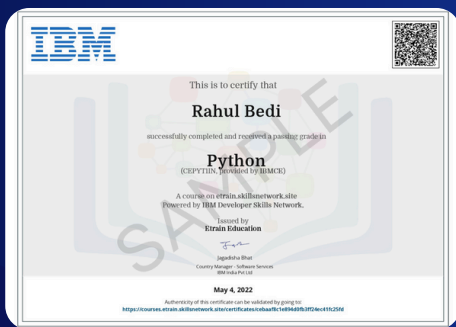 IBM
This is to certify that
Rahul Bedi
successfully completed and received a passing grade in
Python
(CEPYTIIN, provided by IBMCE)
A course on etrain.skillsnetwork.site
Powered by IBM Developer Skills Network.
Issued by
Etrain Education
Jagadisha Bhat
Country Manager - Software Services
IBM India Pvt Ltd
SAMPLE
May 4, 2022
Authenticity of this certificate can be validated by going to: